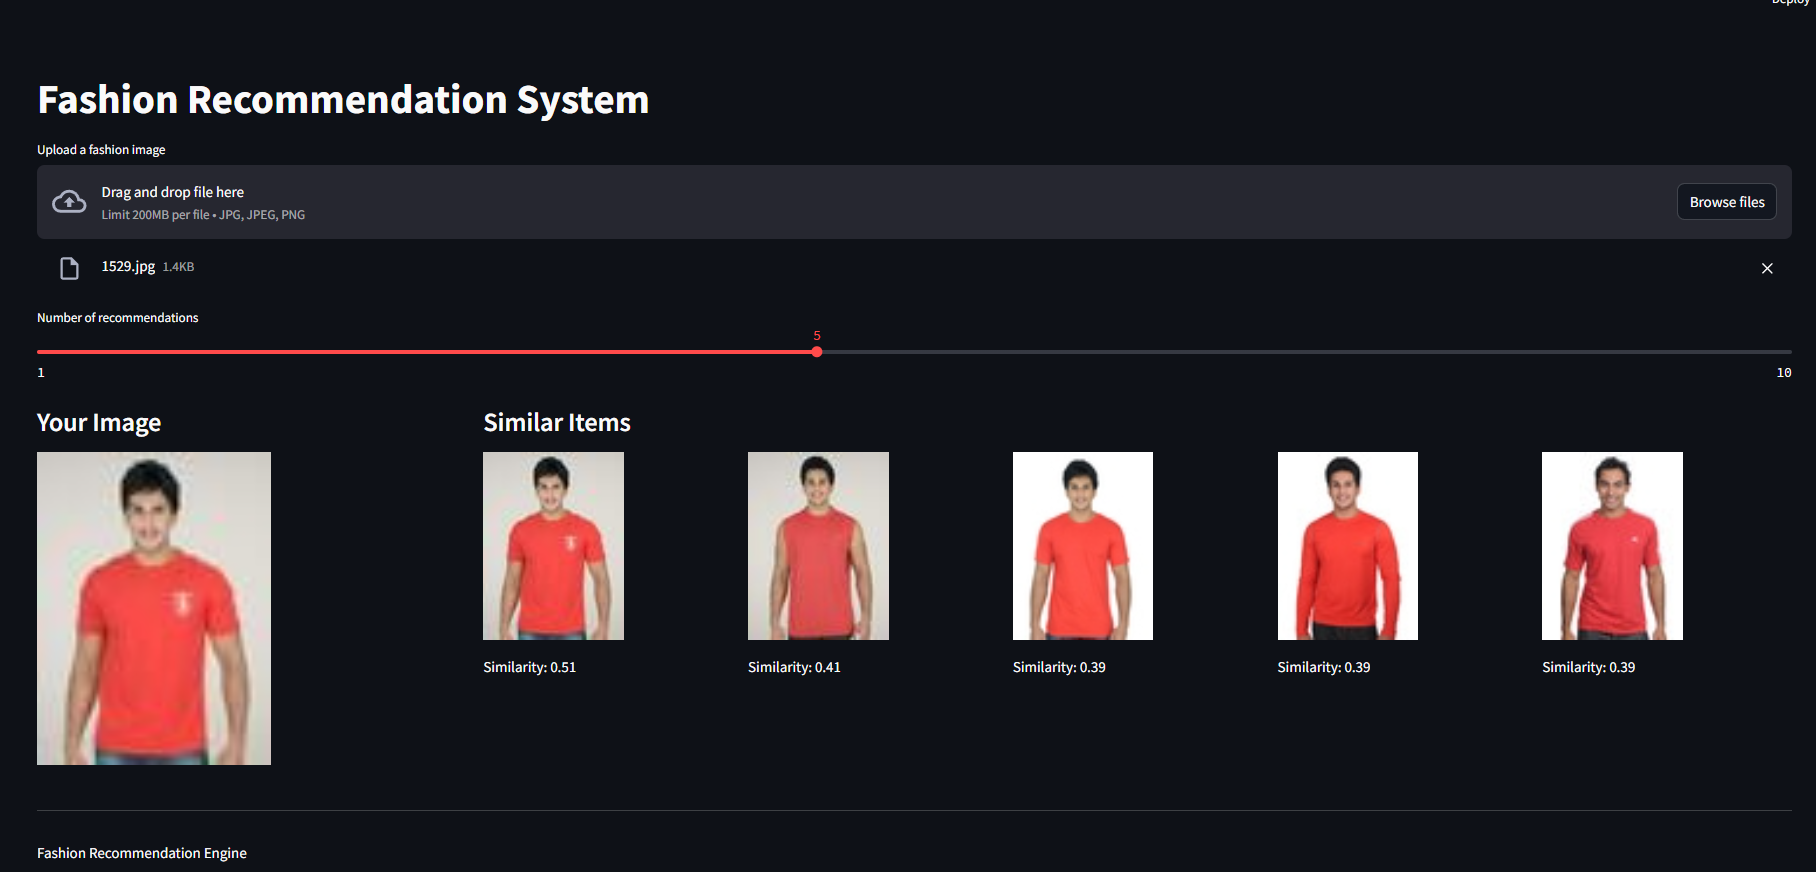 Deploy
Fashion Recommendation System
Upload a fashion image
Drag and drop file here
Limit 200MB per file • JPG, JPEG, PNG
Browse files
1529.jpg 1.4KB
Number of recommendations
5
1
10
Your Image
Similar Items
Similarity: 0.51
Similarity: 0.41
Similarity: 0.39
Similarity: 0.39
Similarity: 0.39
Fashion Recommendation Engine